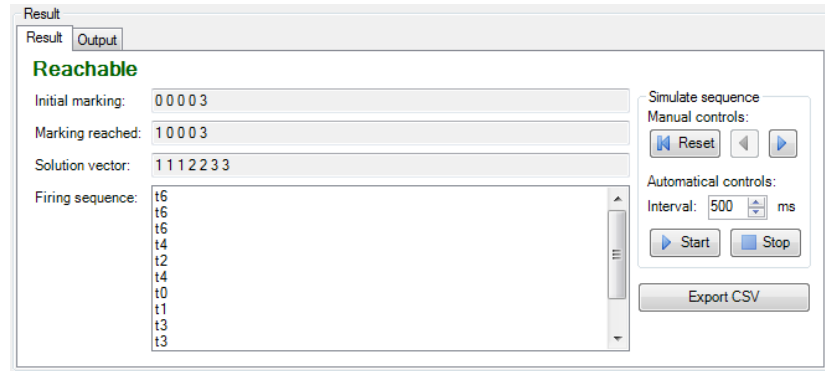 Result
Result Output
Reachable
Initial marking: 0 0 0 0 3
Marking reached: 1 0 0 0 3
Solution vector: 1 1 1 2 2 3 3
Firing sequence:
t6
t6
t6
t4
t2
t4
t0
t1
t3
t3
Simulate sequence
Manual controls:
Reset
Automatical controls:
Interval: 500 ms
Start Stop
Export CSV